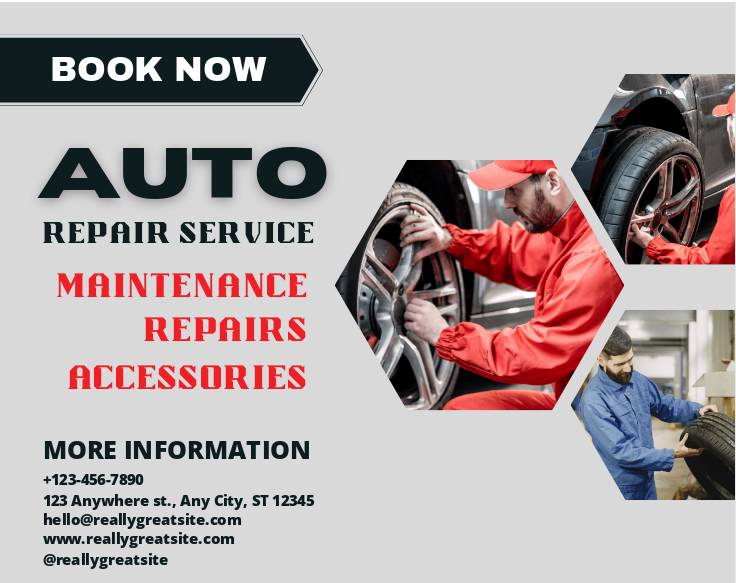 BOOK NOW
AUTO
REPAIR SERVICE
MAINTENANCE
REPAIRS
ACCESSORIES
MORE INFORMATION
+123-456-7890
123 Anywhere st., Any City, ST 12345
hello@reallygreatsite.com
www.reallygreatsite.com
@reallygreatsite